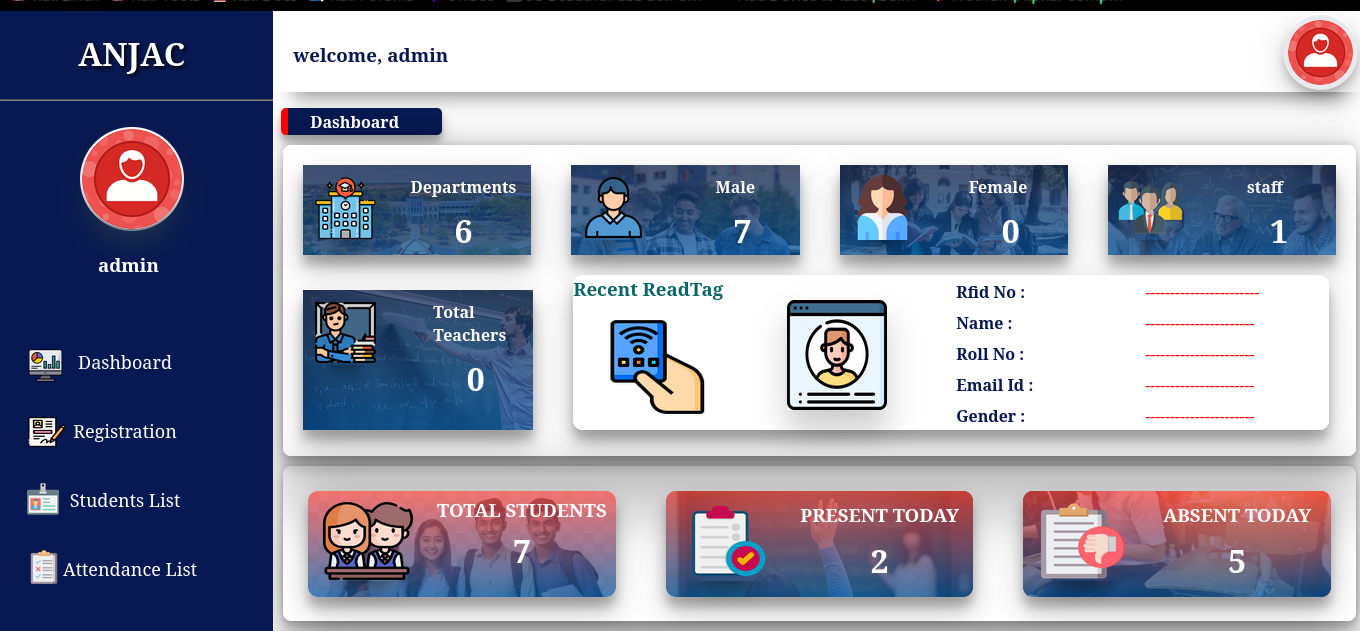 ANJAC
welcome, admin
Dashboard
admin
Dashboard
Registration
Students List
Attendance List
Departments
6
Male
7
Female
0
staff
1
Total
Teachers
0
Recent ReadTag
Rfid No : -----------------------
Name : ----------------------
Roll No : ----------------------
Email Id : ----------------------
Gender : ----------------------
TOTAL STUDENTS
7
PRESENT TODAY
2
ABSENT TODAY
5